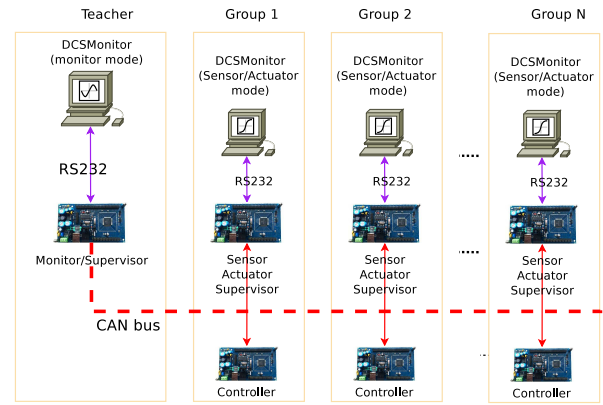 Teacher
Group 1
Group 2
Group N
DCSMonitor
(monitor mode)
DCSMonitor
(Sensor/Actuator
mode)
DCSMonitor
(Sensor/Actuator
mode)
DCSMonitor
(Sensor/Actuator
mode)
RS232
RS232
RS232
RS232
Monitor/Supervisor
Sensor
Actuator
Supervisor
Sensor
Actuator
Supervisor
Sensor
Actuator
Supervisor
CAN bus
Controller
Controller
Controller